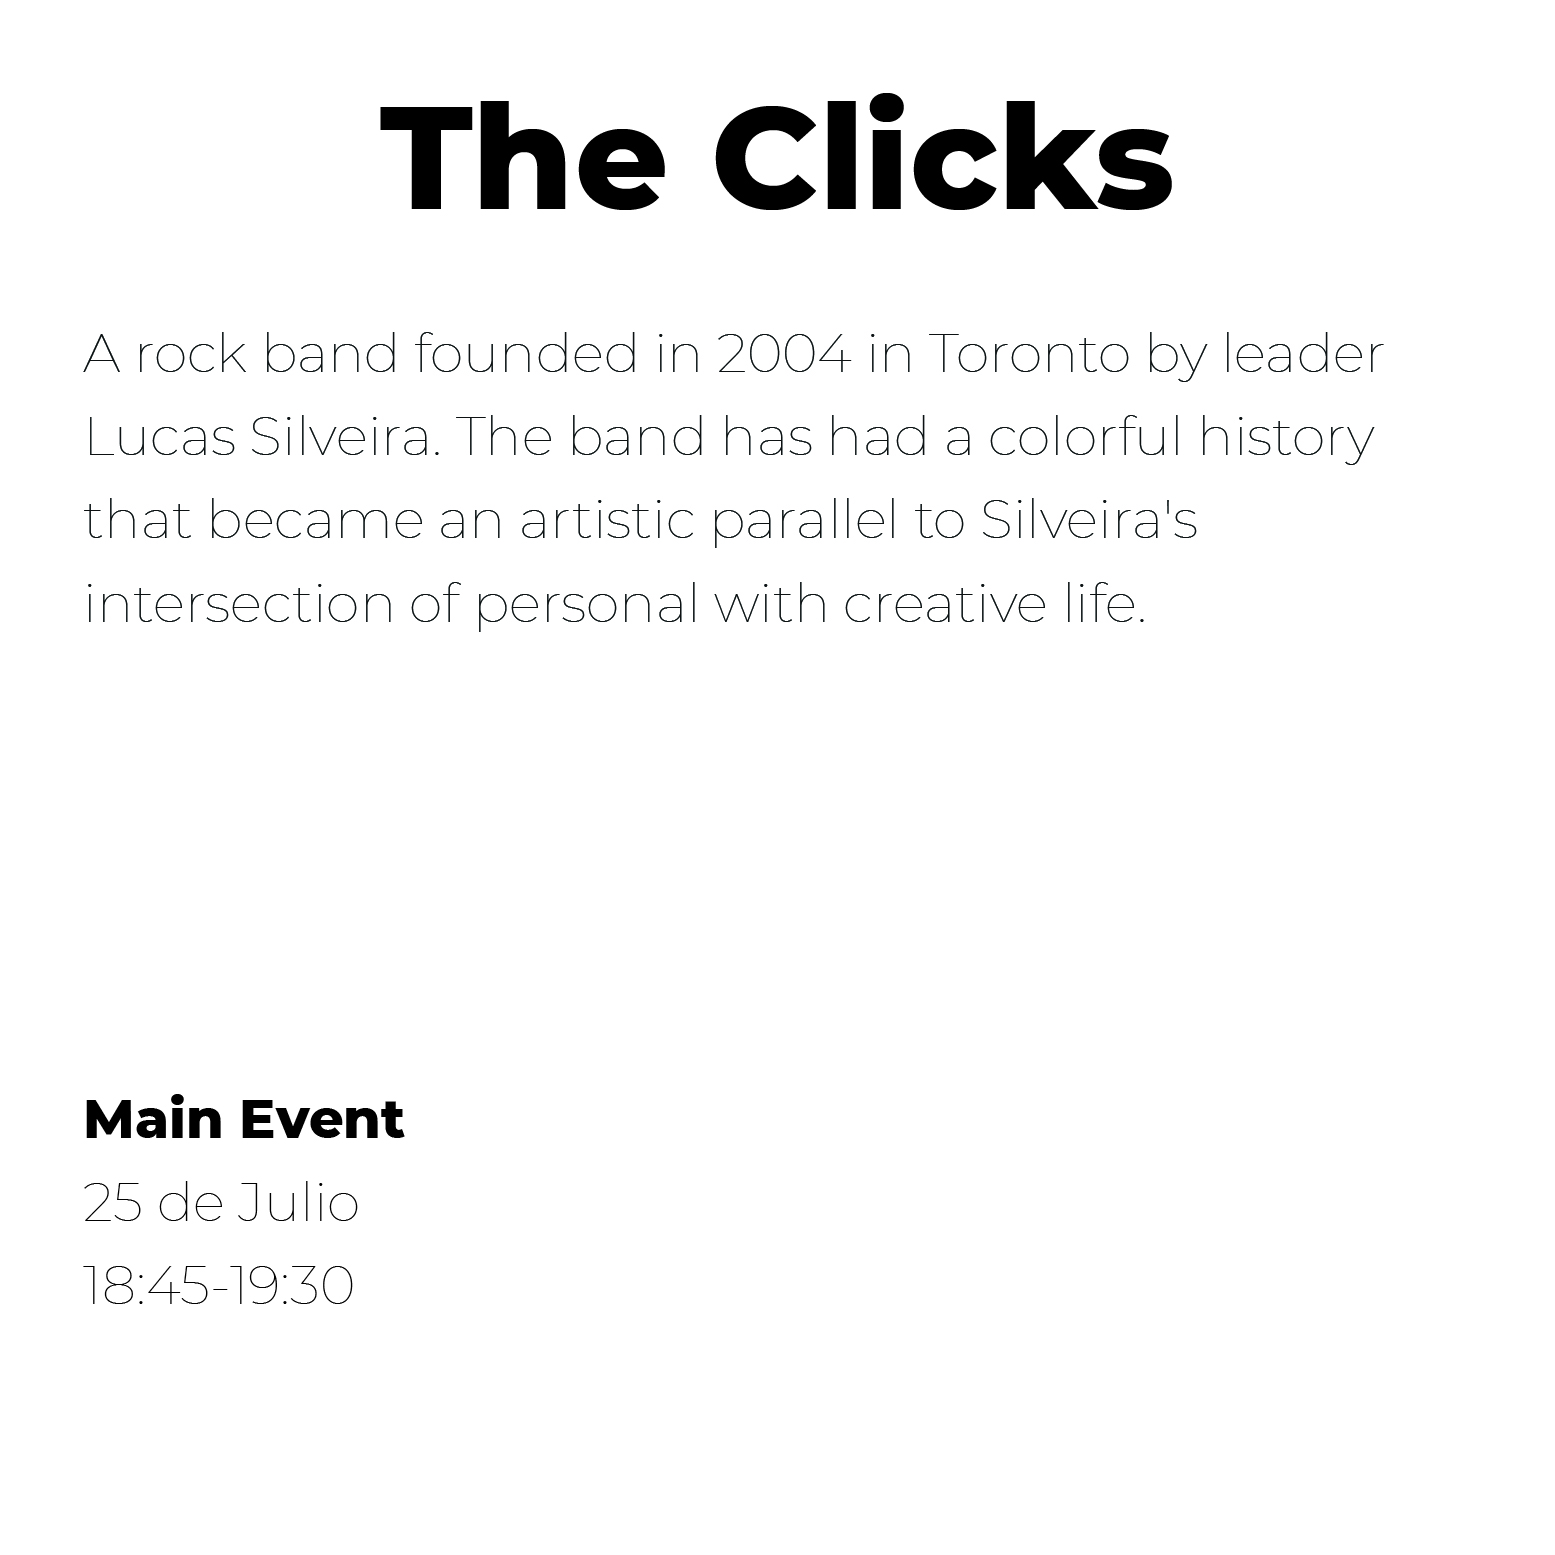 The Clicks
A rock band founded in 2004 in Toronto by leader
Lucas Silveira. The band has had a colorful history
that became an artistic parallel to Silveira's
intersection of personal with creative life.
Main Event
25 de Julio
18:45-19:30